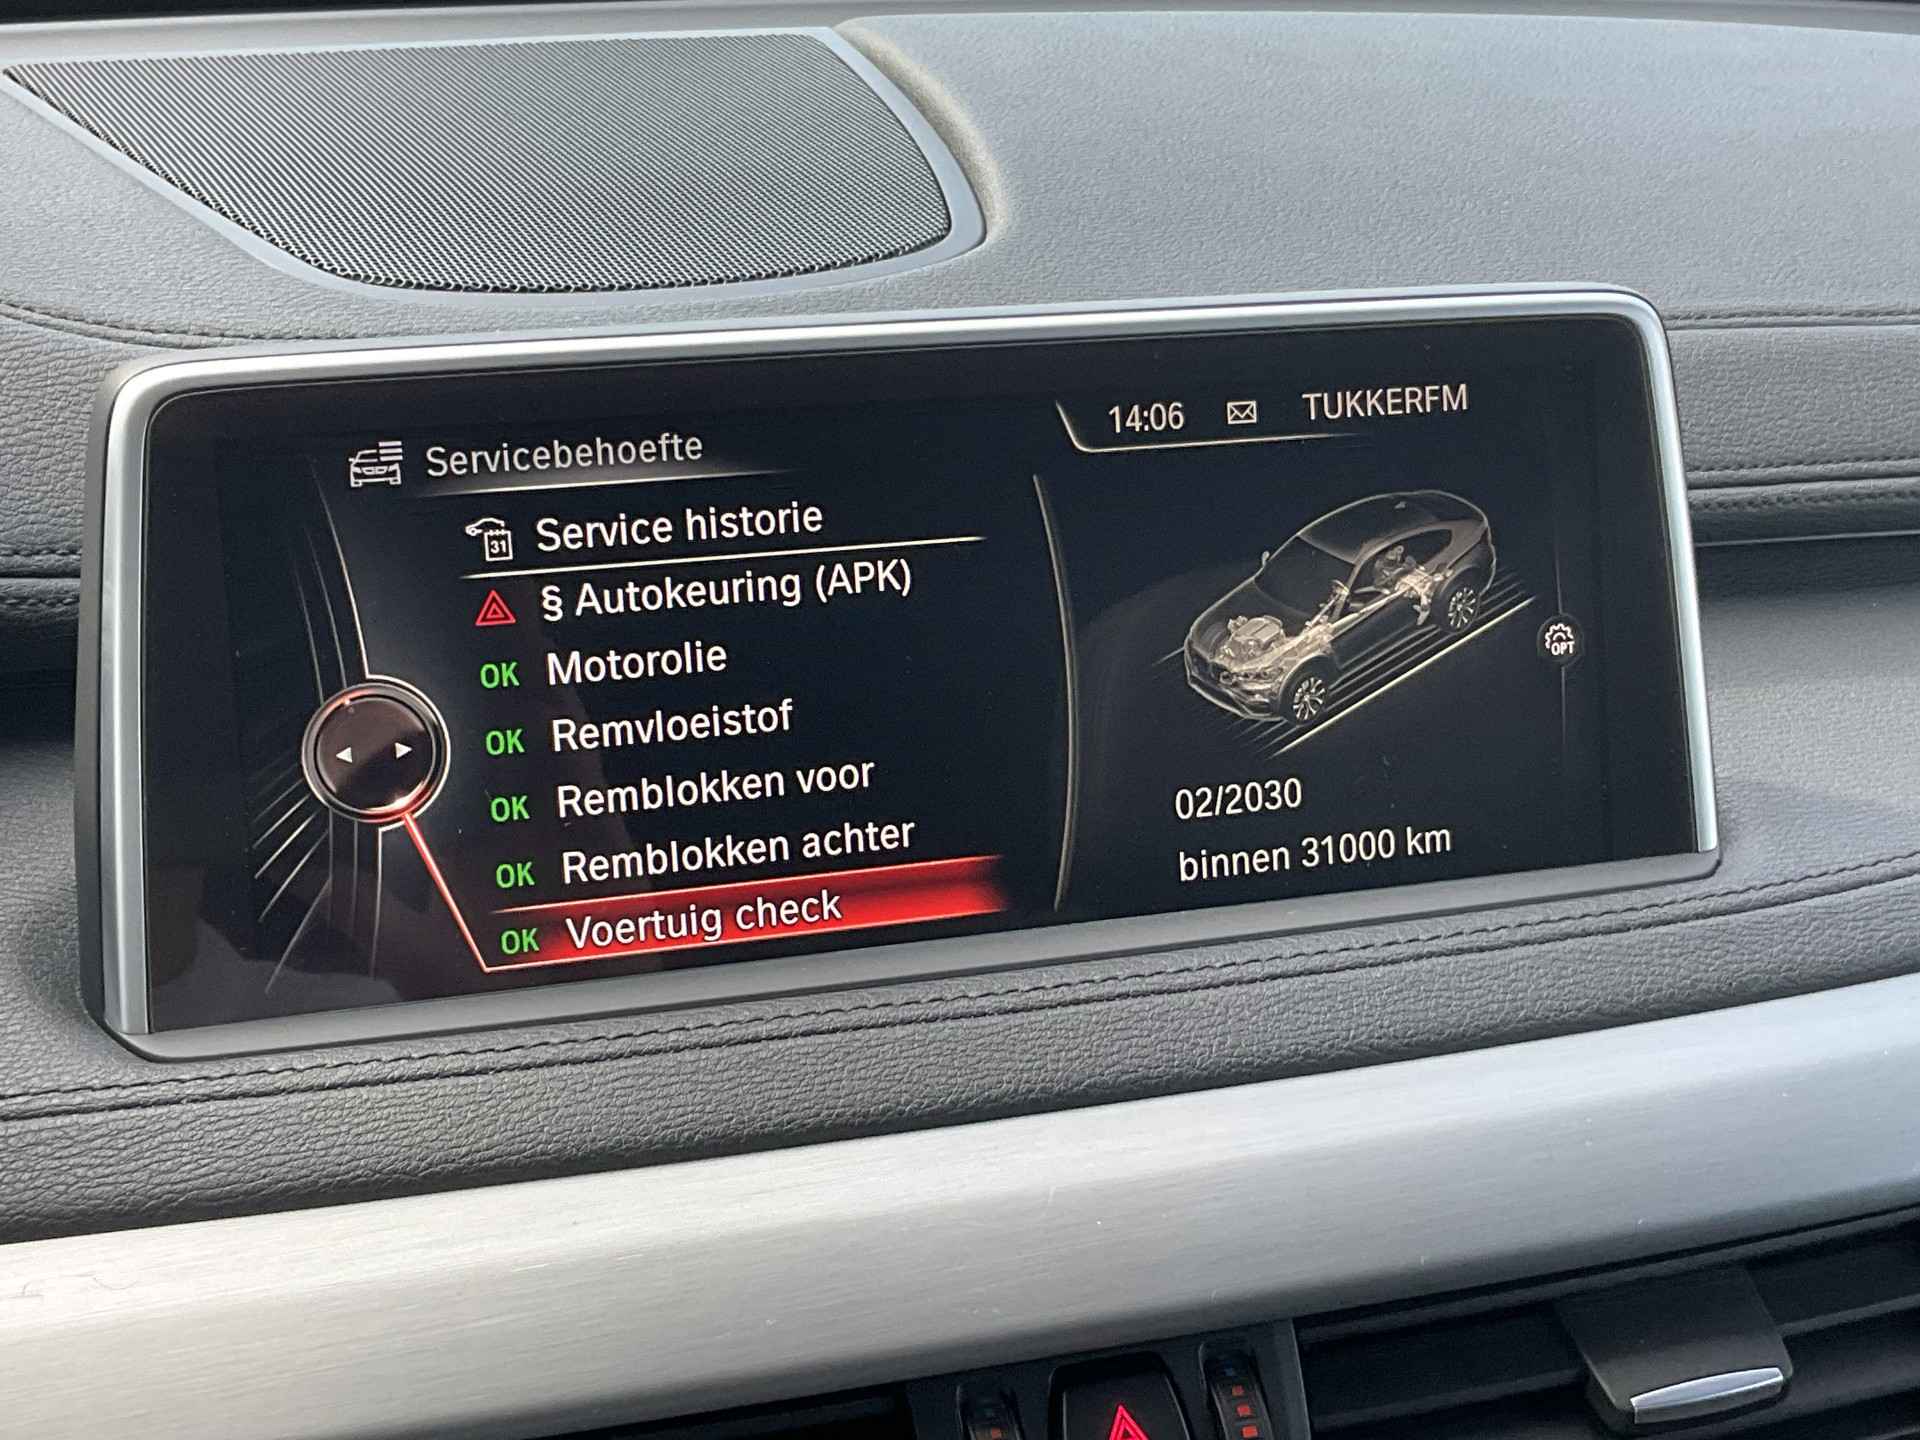 Servicebehoefte
14:06 TUKKERFM
31 Service historie
§ Autokeuring (APK)
OK Motorolie
OK Remvloeistof
OK Remblokken voor
OK Remblokken achter
OK Voertuig check
OPT
02/2030
binnen 31000 km